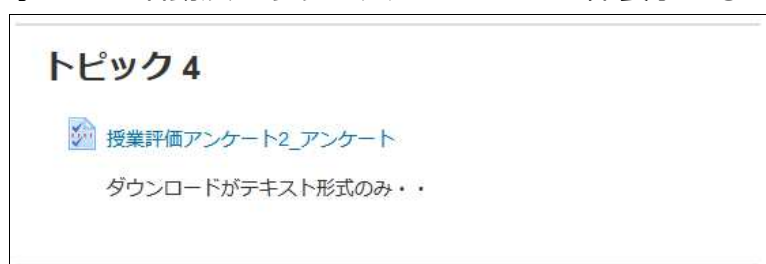 トピック 4
授業評価アンケート2_アンケート
ダウンロードがテキスト形式のみ・・